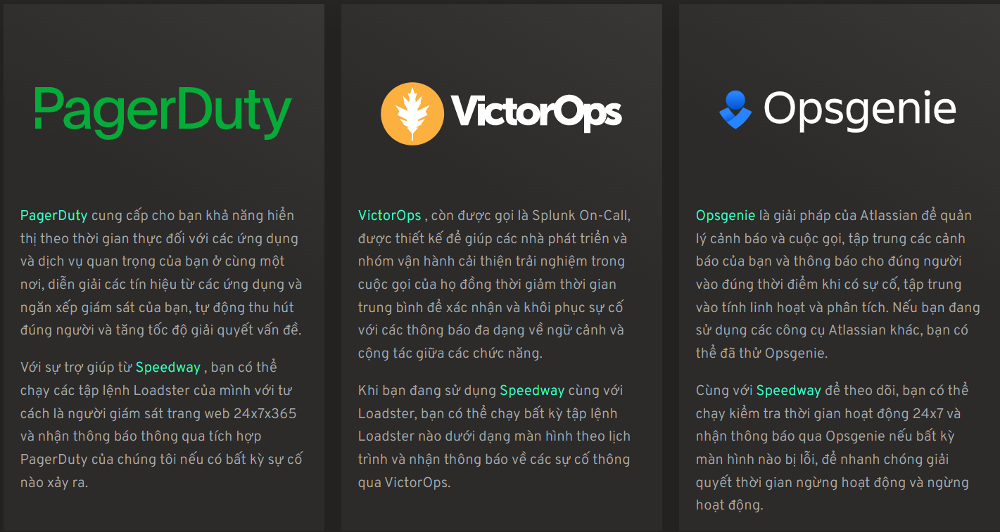 PagerDuty
PagerDuty cung cấp cho bạn khả năng hiển
thị theo thời gian thực đối với các ứng dụng
và dịch vụ quan trọng của bạn ở cùng một
nơi, diễn giải các tín hiệu từ các ứng dụng và
ngăn xếp giám sát của bạn, tự động thu hút
đúng người và tăng tốc độ giải quyết vấn đề.
Với sự trợ giúp từ Speedway , bạn có thể
chạy các tập lệnh Loadster của mình với tư
cách là người giám sát trang web 24x7x365
và nhận thông báo thông qua tích hợp
PagerDuty của chúng tôi nếu có bất kỳ sự cố
nào xảy ra.
VictorOps
VictorOps , còn được gọi là Splunk On-Call,
được thiết kế để giúp các nhà phát triển và
nhóm vận hành cải thiện trải nghiệm trong
cuộc gọi của họ đồng thời giảm thời gian
trung bình để xác nhận và khôi phục sự cố
với các thông báo đa dạng về ngữ cảnh và
cộng tác giữa các chức năng.
Khi bạn đang sử dụng Speedway cùng với
Loadster, bạn có thể chạy bất kỳ tập lệnh
Loadster nào dưới dạng màn hình theo lịch
trình và nhận thông báo về các sự cố thông
qua VictorOps.
Opsgenie
Opsgenie là giải pháp của Atlassian để quản
lý cảnh báo và cuộc gọi, tập trung các cảnh
báo của bạn và thông báo cho đúng người
vào đúng thời điểm khi có sự cố, tập trung
vào tính linh hoạt và phân tích. Nếu bạn đang
sử dụng các công cụ Atlassian khác, bạn có
thể đã thử Opsgenie.
Cùng với Speedway để theo dõi, bạn có thể
chạy kiểm tra thời gian hoạt động 24x7 và
nhận thông báo qua Opsgenie nếu bất kỳ
màn hình nào bị lỗi, để nhanh chóng giải
quyết thời gian ngừng hoạt động và ngừng
hoạt động.